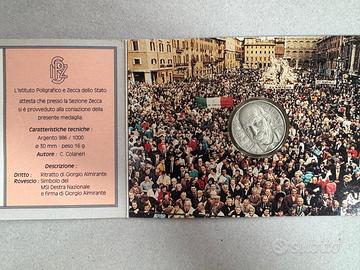 L'Istituto Poligrafico e Zecca dello Stato
attesta che presso la Sezione Zecca
si è provveduto alla coniazione della
presente medaglia.
Caratteristiche tecniche :
Argento 986 / 1000
ø 30 mm - peso 16 g
Autore : C. Colaneri
Descrizione :
Dritto : Ritratto di Giorgio Almirante
Rovescio : Simbolo del
MSI Destra Nazionale
e Firma di Giorgio Almirante
subito